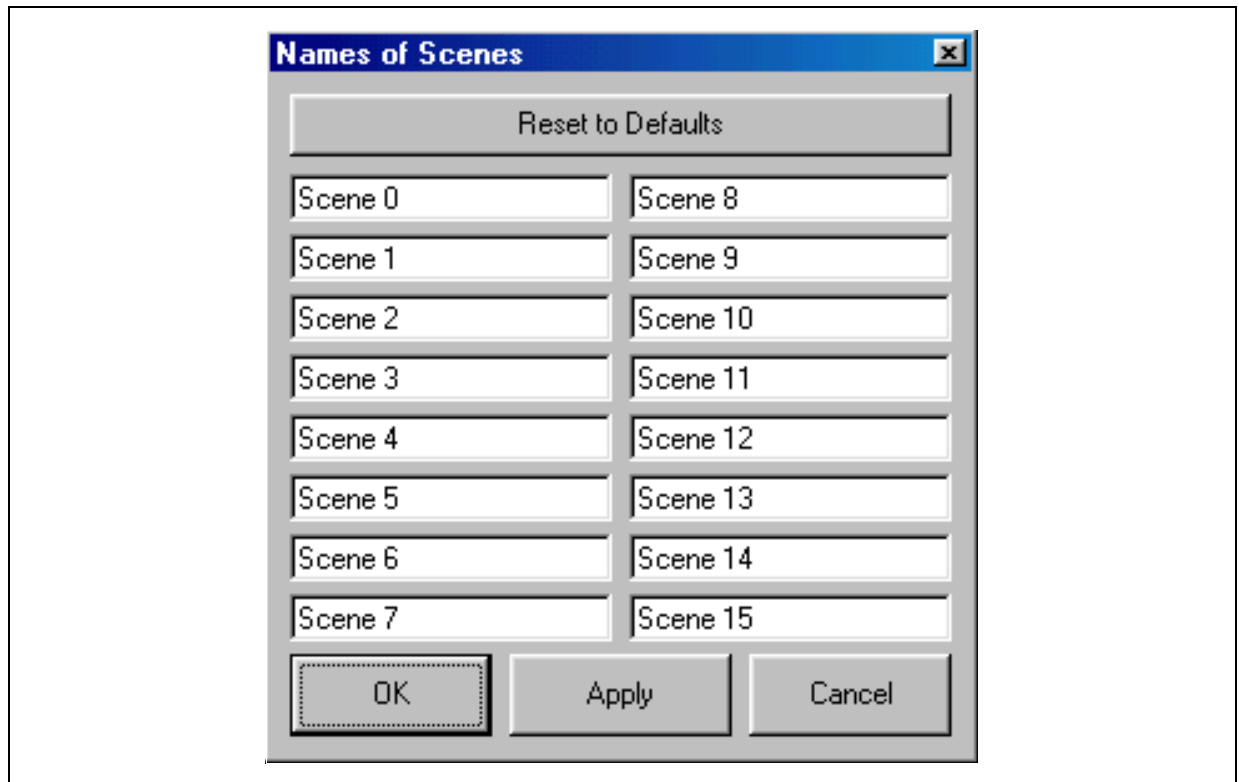 Names of Scenes
Reset to Defaults
Scene 0
Scene 8
Scene 1
Scene 9
Scene 2
Scene 10
Scene 3
Scene 11
Scene 4
Scene 12
Scene 5
Scene 13
Scene 6
Scene 14
Scene 7
Scene 15
OK
Apply
Cancel